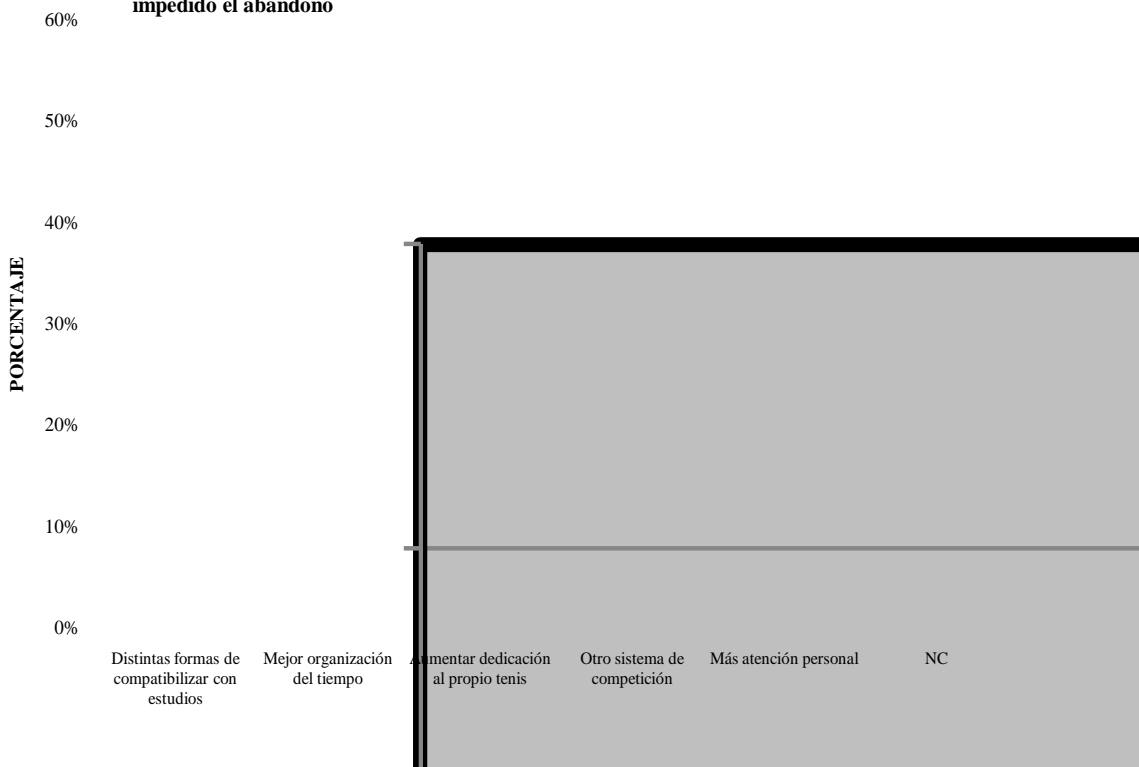 impedido el abandono
60%
50%
40%
30%
20%
10%
0%
PORCENTAJE
Distintas formas de
compatibilizar con
estudios
Mejor organización
del tiempo
Aumentar dedicación
al propio tenis
Otro sistema de
competición
Más atención personal
NC